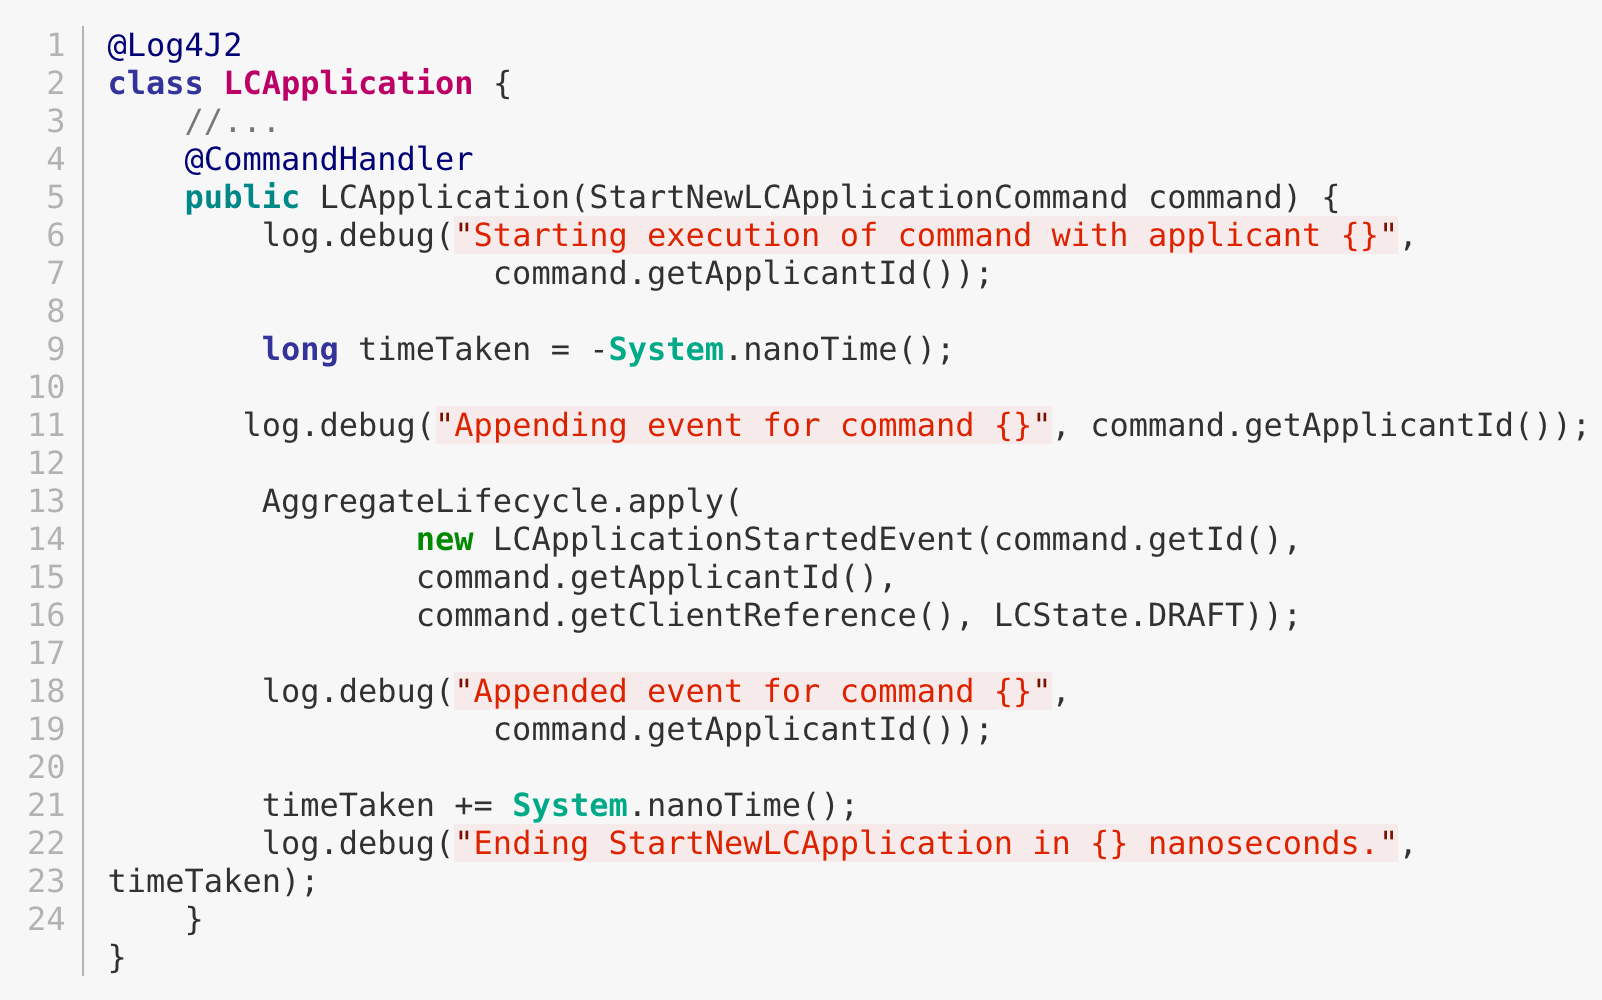 1 @Log4J2
2 class LCApplication {
3     //...
4     @CommandHandler
5     public LCApplication(StartNewLCApplicationCommand command) {
6         log.debug("Starting execution of command with applicant {}",
7                     command.getApplicantId());
8
9         long timeTaken = -System.nanoTime();
10
11        log.debug("Appending event for command {}", command.getApplicantId());
12
13         AggregateLifecycle.apply(
14                 new LCApplicationStartedEvent(command.getId(),
15                 command.getApplicantId(),
16                 command.getClientReference(), LCState.DRAFT));
17
18         log.debug("Appended event for command {}",
19                     command.getApplicantId());
20
21         timeTaken += System.nanoTime();
22         log.debug("Ending StartNewLCApplication in {} nanoseconds.",
23 timeTaken);
24     }
}